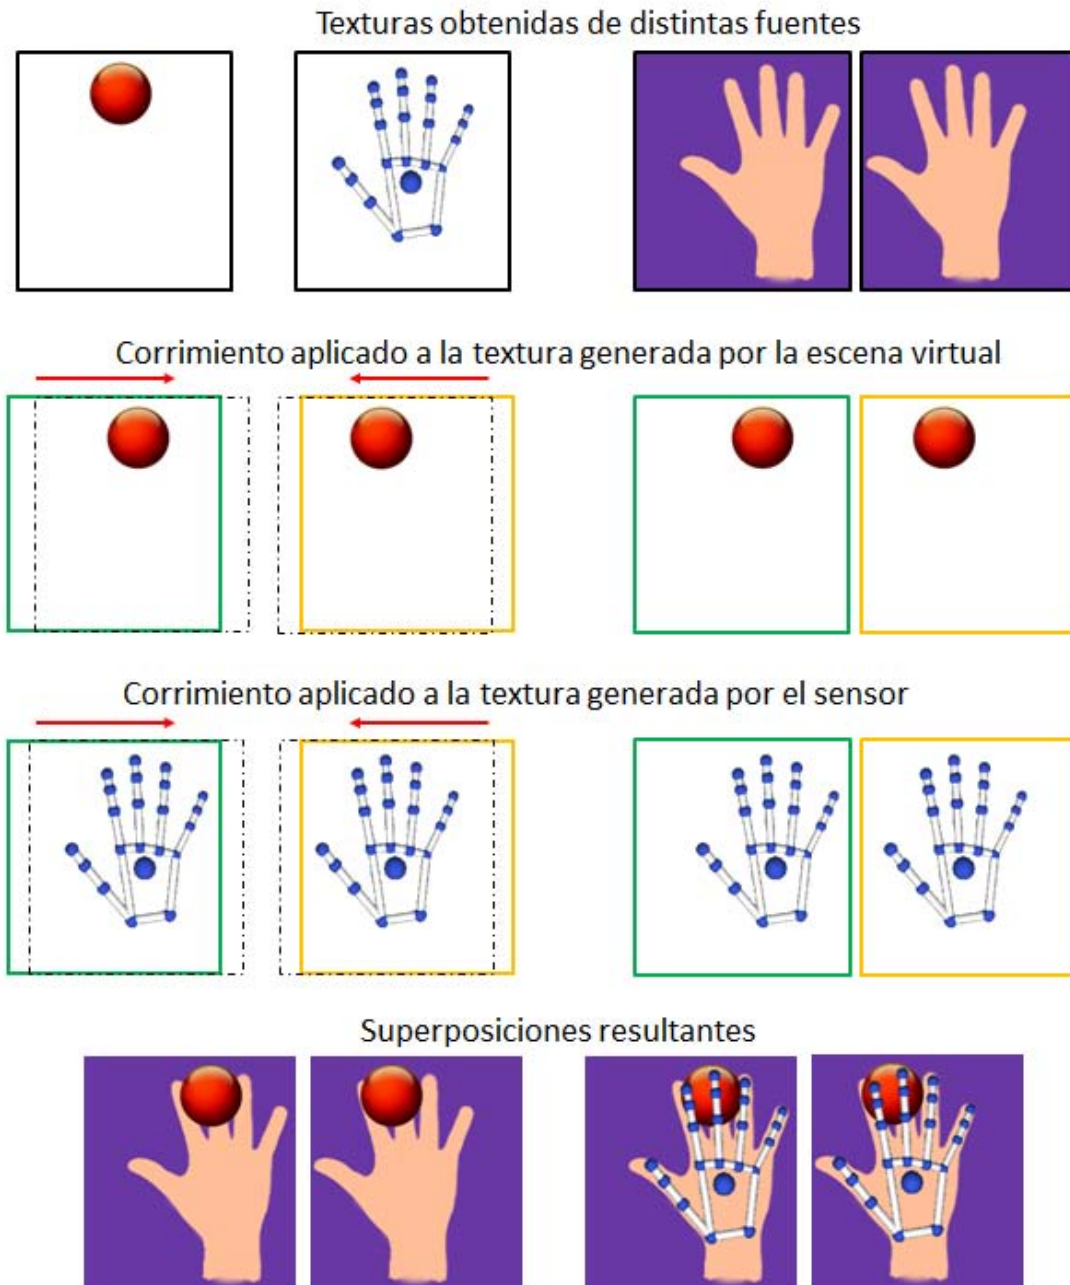 Texturas obtenidas de distintas fuentes
Corrimiento aplicado a la textura generada por la escena virtual
Corrimiento aplicado a la textura generada por el sensor
Superposiciones resultantes